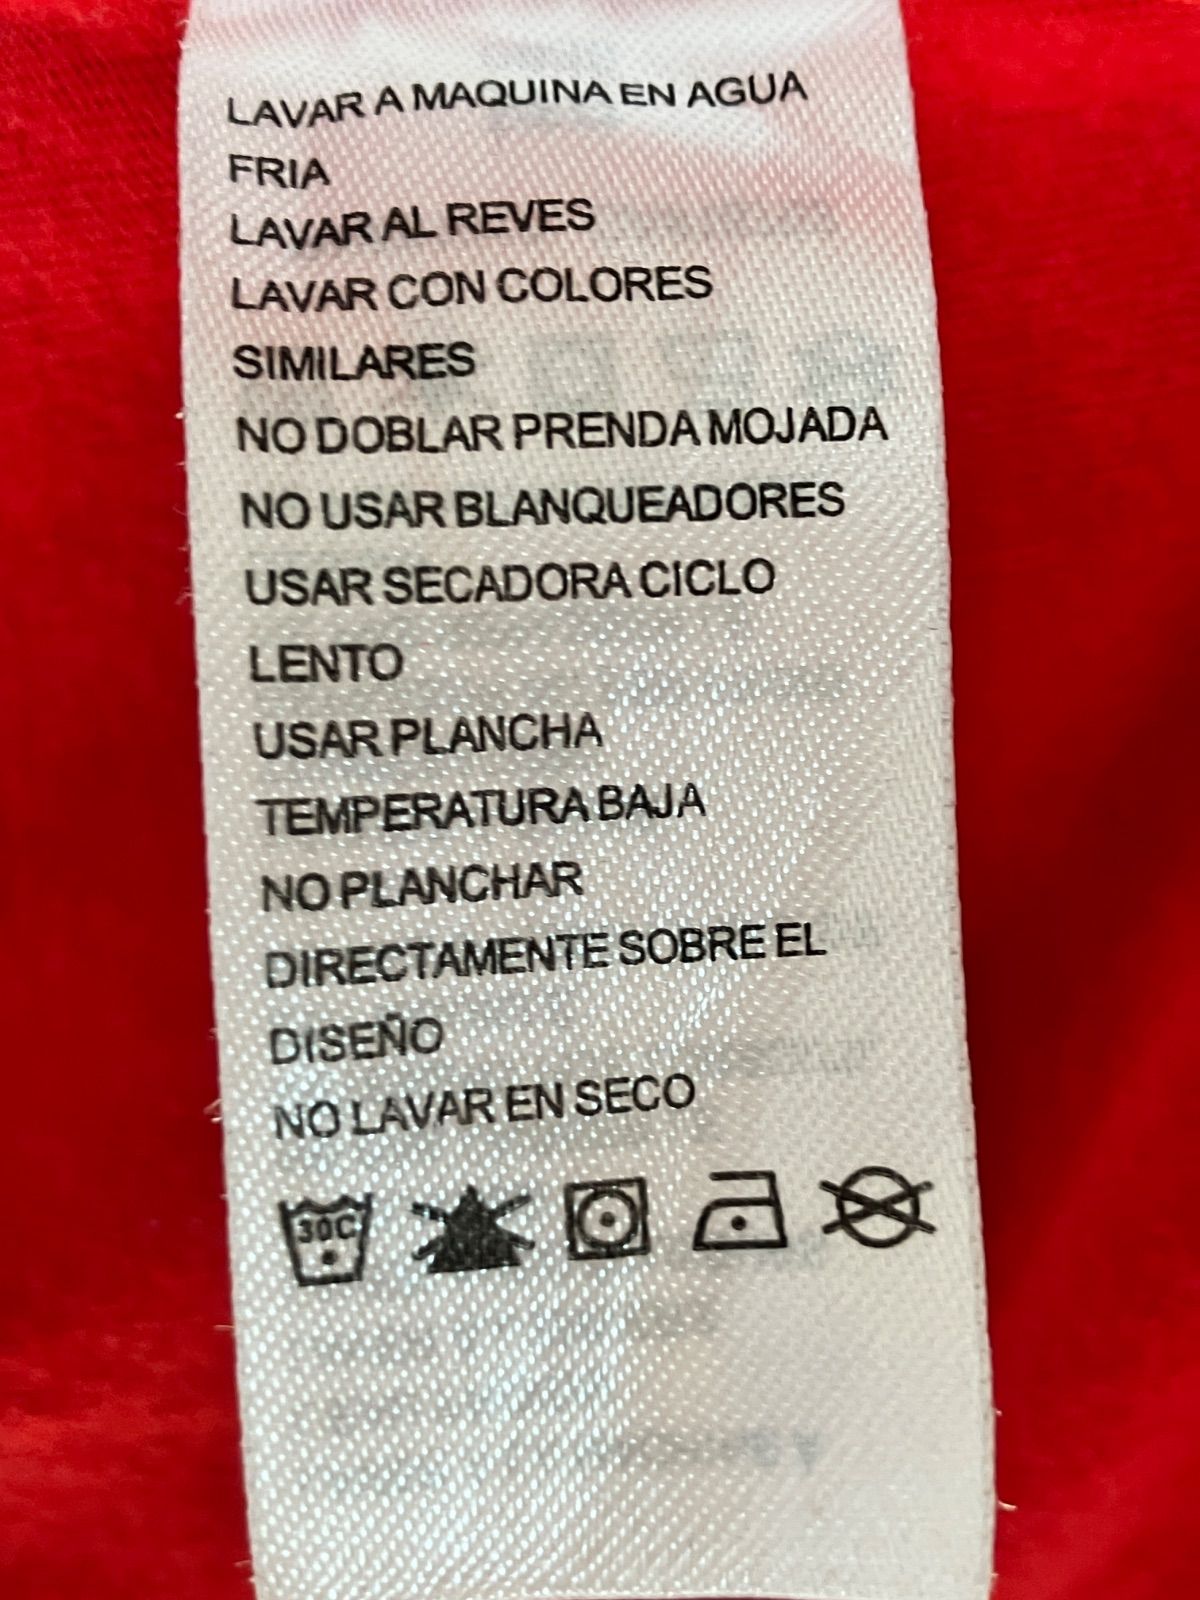 LAVAR A MAQUINA EN AGUA
FRIA
LAVAR AL REVES
LAVAR CON COLORES
SIMILARES
NO DOBLAR PRENDA MOJADA
NO USAR BLANQUEADORES
USAR SECADORA CICLO
LENTO
USAR PLANCHA
TEMPERATURA BAJA
NO PLANCHAR
DIRECTAMENTE SOBRE EL
DISEÑO
NO LAVAR EN SECO
30C